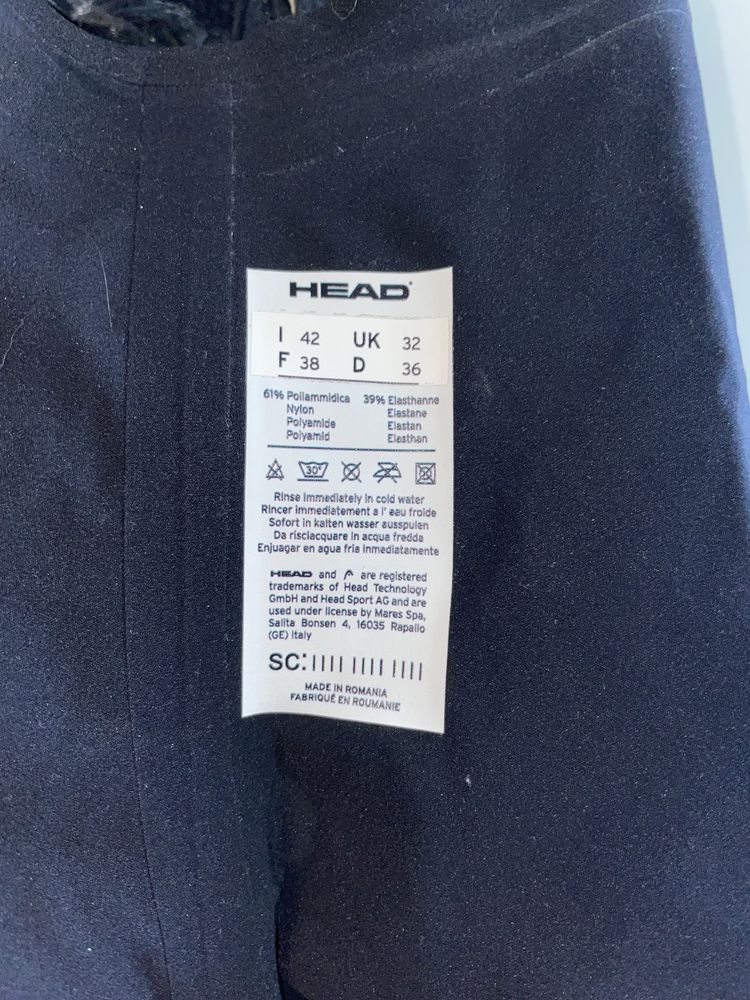 HEAD
I 42 UK 32
F 38 D 36
61% Poliammidica 39% Elasthanne
Nylon Elastane
Polyamide Elastan
Polyamid Elasthan
30°
Rinse immediately in cold water
Rincer immediatement a l' eau froide
Sofort in kalten wasser ausspulen
Da risciacquare in acqua fredda
Enjuagar en agua fria inmediatamente
HEAD and are registered
trademarks of Head Technology
GmbH and Head Sport AG and are
used under license by Mares Spa,
Salita Bonsen 4, 16035 Rapallo
(GE) Italy
SC:
MADE IN ROMANIA
FABRIQUÉ EN ROUMANIE